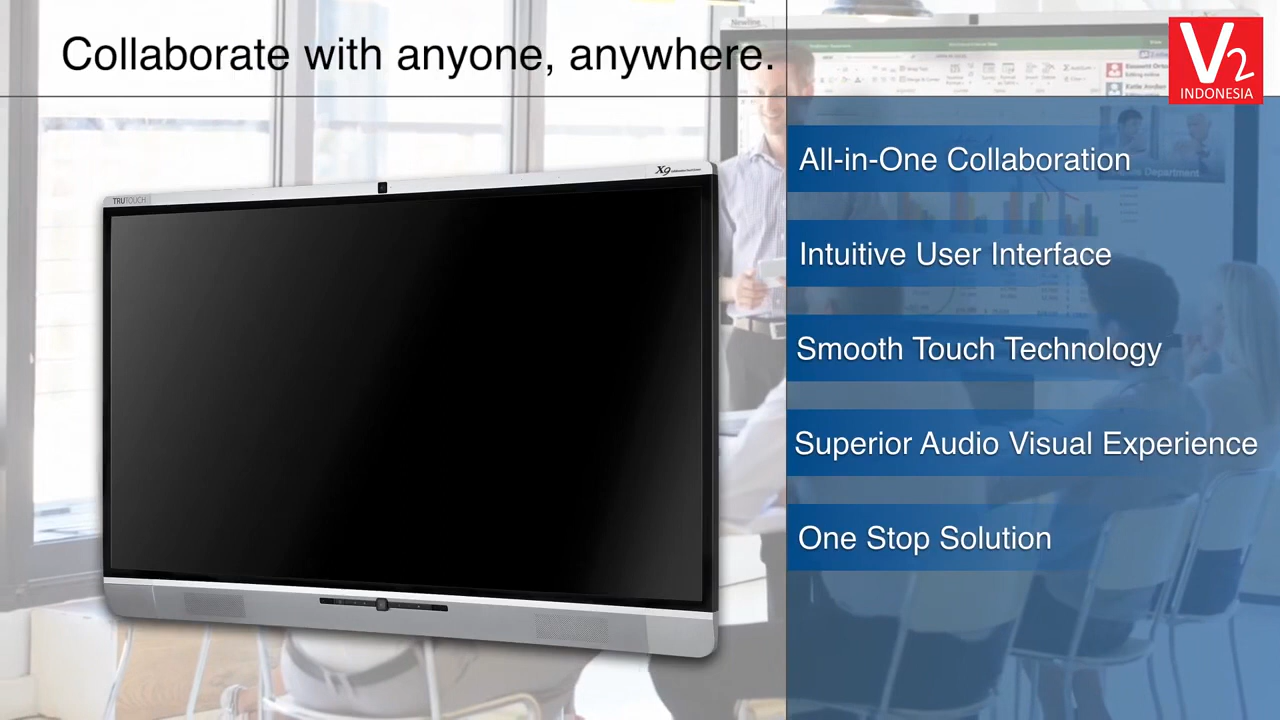 Collaborate with anyone, anywhere.
Newline
V2
INDONESIA
TRUTOUCH
X9
All-in-One Collaboration
Intuitive User Interface
Smooth Touch Technology
Superior Audio Visual Experience
One Stop Solution